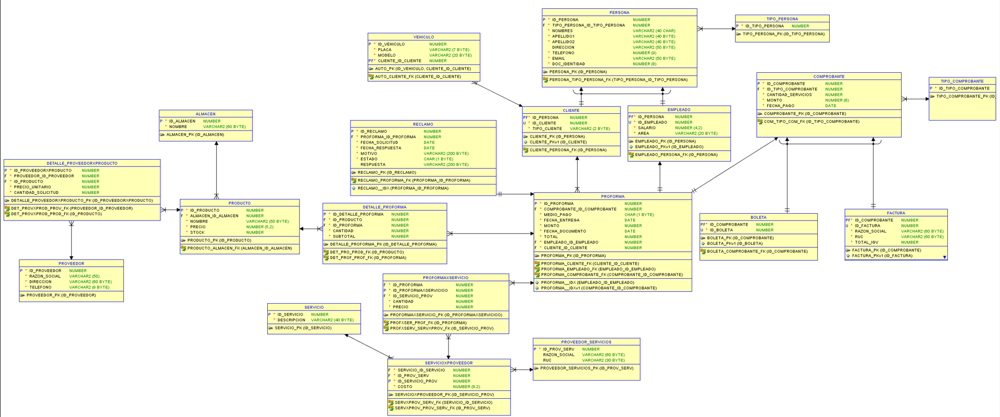 PERSONA
P * ID_PERSONA NUMBER
F * TIPO_PERSONA_ID_TIPO_PERSONA NUMBER
* NOMBRES VARCHAR2 (40 CHAR)
* APELLIDO1 VARCHAR2 (40 BYTE)
* APELLIDO2 VARCHAR2 (40 BYTE)
DIRECCION VARCHAR2 (50 BYTE)
* TELEFONO NUMBER (9)
* EMAIL VARCHAR2 (50 BYTE)
* DOC_IDENTIDAD NUMBER (8)
PERSONA_PK (ID_PERSONA)
PERSONA_TIPO_PERSONA_FK (TIPO_PERSONA_ID_TIPO_PERSONA)
TIPO_PERSONA
P * ID_TIPO_PERSONA NUMBER
TIPO_PERSONA_PK (ID_TIPO_PERSONA)
VEHICULO
P * ID_VEHICULO NUMBER
* PLACA VARCHAR2 (7 BYTE)
* MODELO VARCHAR2 (20 BYTE)
PF* CLIENTE_ID_CLIENTE NUMBER
AUTO_PK (ID_VEHICULO, CLIENTE_ID_CLIENTE)
AUTO_CLIENTE_FK (CLIENTE_ID_CLIENTE)
COMPROBANTE
P * ID_COMPROBANTE NUMBER
F * ID_TIPO_COMPROBANTE NUMBER
* CANTIDAD_SERVICIOS NUMBER
* MONTO NUMBER (8)
* FECHA_PAGO DATE
COMPROBANTE_PK (ID_COMPROBANTE)
COM_TIPO_COM_FK (ID_TIPO_COMPROBANTE)
TIPO_COMPROBANTE
P * ID_TIPO_COMPROBANTE
TIPO_COMPROBANTE_PK (ID_
ALMACEN
P * ID_ALMACEN NUMBER
* NOMBRE VARCHAR2 (60 BYTE)
ALMACEN_PK (ID_ALMACEN)
RECLAMO
P * ID_RECLAMO NUMBER
F * PROFORMA_ID_PROFORMA NUMBER
* FECHA_SOLICITUD DATE
* FECHA_RESPUESTA DATE
* MOTIVO VARCHAR2 (200 BYTE)
* ESTADO CHAR (1 BYTE)
RESPUESTA VARCHAR2 (200 BYTE)
RECLAMO_PK (ID_RECLAMO)
RECLAMO_PROFORMA_FK (PROFORMA_ID_PROFORMA)
RECLAMO__IDX (PROFORMA_ID_PROFORMA)
CLIENTE
PF* ID_PERSONA NUMBER
U * ID_CLIENTE NUMBER
* TIPO_CLIENTE VARCHAR2 (2 BYTE)
CLIENTE_PK (ID_PERSONA)
CLIENTE_PKv1 (ID_CLIENTE)
CLIENTE_PERSONA_FK (ID_PERSONA)
EMPLEADO
PF* ID_PERSONA NUMBER
U * ID_EMPLEADO NUMBER
* SALARIO NUMBER (4,2)
* AREA VARCHAR2 (20 BYTE)
EMPLEADO_PK (ID_PERSONA)
EMPLEADO_PKv1 (ID_EMPLEADO)
EMPLEADO_PERSONA_FK (ID_PERSONA)
DETALLE_PROVEEDORXPRODUCTO
P * ID_PROVEEDORXPRODUCTO NUMBER
F * PROVEEDOR_ID_PROVEEDOR NUMBER
F * ID_PRODUCTO NUMBER
* PRECIO_UNITARIO NUMBER
* CANTIDAD_SOLICITUD NUMBER
DETALLE_PROVEEDORXPRODUCTO_PK (ID_PROVEEDORXPRODUCTO)
DET_PROVXPROD_PROV_FK (PROVEEDOR_ID_PROVEEDOR)
DET_PROVXPROD_PROD_FK (ID_PRODUCTO)
PRODUCTO
P * ID_PRODUCTO NUMBER
F * ALMACEN_ID_ALMACEN NUMBER
* NOMBRE VARCHAR2 (50 BYTE)
* PRECIO NUMBER (5,2)
* STOCK NUMBER
PRODUCTO_PK (ID_PRODUCTO)
PRODUCTO_ALMACEN_FK (ALMACEN_ID_ALMACEN)
DETALLE_PROFORMA
P * ID_DETALLE_PROFORMA NUMBER
F * ID_PRODUCTO NUMBER
F * ID_PROFORMA NUMBER
* CANTIDAD NUMBER
* SUBTOTAL NUMBER
DETALLE_PROFORMA_PK (ID_DETALLE_PROFORMA)
DET_PRO_PROD_FK (ID_PRODUCTO)
DET_PROF_PROF_FK (ID_PROFORMA)
PROFORMA
P * ID_PROFORMA NUMBER
F * COMPROBANTE_ID_COMPROBANTE NUMBER
* MEDIO_PAGO CHAR (1 BYTE)
* FECHA_ENTREGA DATE
* MONTO NUMBER
* FECHA_DOCUMENTO DATE
* TOTAL NUMBER
F * EMPLEADO_ID_EMPLEADO NUMBER
F * CLIENTE_ID_CLIENTE NUMBER
PROFORMA_PK (ID_PROFORMA)
PROFORMA_CLIENTE_FK (CLIENTE_ID_CLIENTE)
PROFORMA_EMPLEADO_FK (EMPLEADO_ID_EMPLEADO)
PROFORMA_COMPROBANTE_FK (COMPROBANTE_ID_COMPROBANTE)
PROFORMA__IDX (EMPLEADO_ID_EMPLEADO)
PROFORMA__IDXv1 (COMPROBANTE_ID_COMPROBANTE)
BOLETA
PF* ID_COMPROBANTE NUMBER
U * ID_BOLETA NUMBER
BOLETA_PK (ID_COMPROBANTE)
BOLETA_PKv1 (ID_BOLETA)
BOLETA_COMPROBANTE_FK (ID_COMPROBANTE)
FACTURA
PF* ID_COMPROBANTE NUMBER
U * ID_FACTURA NUMBER
* RAZON_SOCIAL VARCHAR2 (60 BYTE)
* RUC VARCHAR2 (60 BYTE)
* TOTAL_IGV NUMBER
FACTURA_PK (ID_COMPROBANTE)
FACTURA_PKv1 (ID_FACTURA)
PROVEEDOR
P * ID_PROVEEDOR NUMBER
* RAZON_SOCIAL VARCHAR2 (50)
* DIRECCION VARCHAR2 (60 BYTE)
* TELEFONO VARCHAR2 (9 BYTE)
PROVEEDOR_PK (ID_PROVEEDOR)
PROFORMAXSERVICIO
F * ID_PROFORMA NUMBER
P * ID_PROFORMAXSERVICIOO NUMBER
F * ID_SERVICIO_PROV NUMBER
* CANTIDAD NUMBER
* PRECIO NUMBER
PROFORMAXSERVICIO_PK (ID_PROFORMAXSERVICIOO)
PROFXSER_PROF_FK (ID_PROFORMA)
PROFXSERV_SERVXPROV_FK (ID_SERVICIO_PROV)
SERVICIO
P * ID_SERVICIO NUMBER
* DESCRIPCION VARCHAR2 (40 BYTE)
SERVICIO_PK (ID_SERVICIO)
PROVEEDOR_SERVICIOS
P * ID_PROV_SERV NUMBER
RAZON_SOCIAL VARCHAR2 (60 BYTE)
RUC VARCHAR2 (30 BYTE)
PROVEEDOR_SERVICIOS_PK (ID_PROV_SERV)
SERVICIOXPROVEEDOR
F * SERVICIO_ID_SERVICIO NUMBER
F * ID_PROV_SERV NUMBER
P * ID_SERVICIO_PROV NUMBER
* COSTO NUMBER (8,2)
SERVICIOXPROVEEDOR_PK (ID_SERVICIO_PROV)
SERVXPROV_SERV_FK (SERVICIO_ID_SERVICIO)
SERVXPROV_PROV_SERV_FK (ID_PROV_SERV)